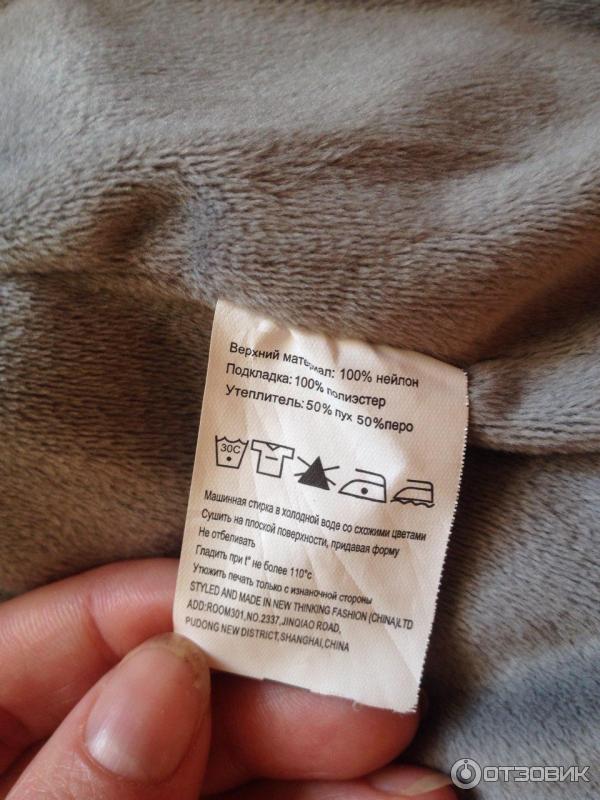 Верхний материал: 100% нейлон
Подкладка: 100% полиэстер
Утеплитель: 50% пух 50%перо
30C
Машинная стирка в холодной воде со схожими цветами
Сушить на плоской поверхности, придавая форму
Не отбеливать
Гладить при t° не более 110°c
Утюжить печать только с изнаночной стороны
STYLED AND MADE IN NEW THINKING FASHION (CHINA)LTD
ADD:ROOM301,NO.2337,JINQIAO ROAD,
PUDONG NEW DISTRICT,SHANGHAI,CHINA
ОТЗОВИК